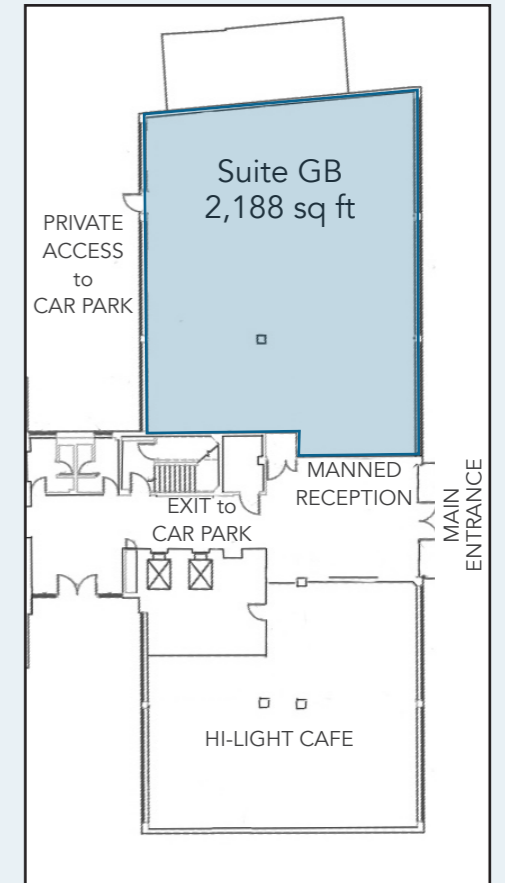 Suite GB
2,188 sq ft
PRIVATE
ACCESS
to
CAR PARK
MANNED
RECEPTION
MAIN
ENTRANCE
EXIT to
CAR PARK
HI-LIGHT CAFE